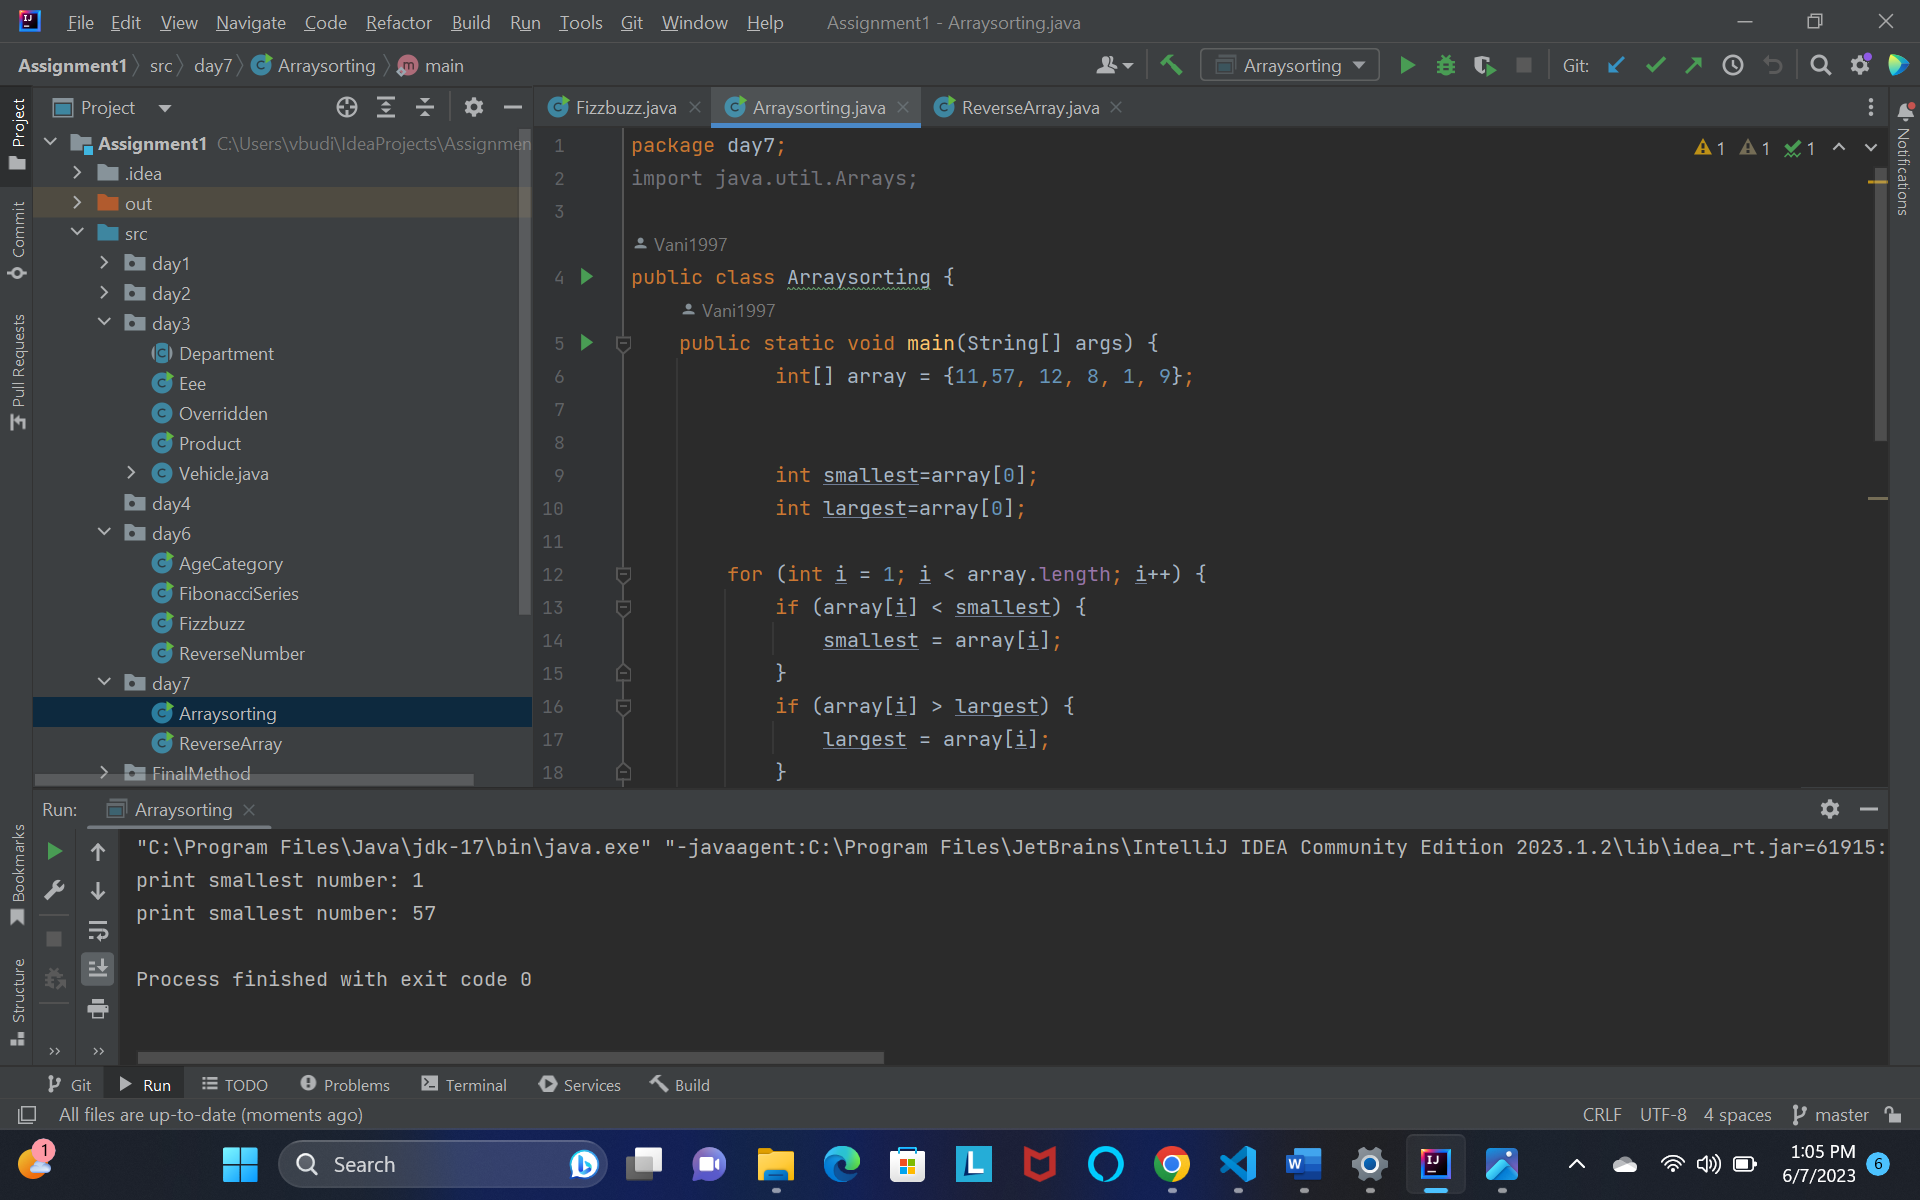 File Edit View Navigate Code Refactor Build Run Tools Git Window Help Assignment1 - Arraysorting.java
Assignment1 src day7 Arraysorting main
Arraysorting
Git:
Project
Fizzbuzz.java
Arraysorting.java
ReverseArray.java
Project
Commit
Pull Requests
Bookmarks
Structure
Notifications
Assignment1 C:\Users\vbudi\IdeaProjects\Assignmen
.idea
out
src
day1
day2
day3
Department
Eee
Overridden
Product
Vehicle.java
day4
day6
AgeCategory
FibonacciSeries
Fizzbuzz
ReverseNumber
day7
Arraysorting
ReverseArray
FinalMethod
1 1 1
1 package day7;
2 import java.util.Arrays;
3
Vani1997
4 public class Arraysorting {
Vani1997
5 public static void main(String[] args) {
6 int[] array = {11,57, 12, 8, 1, 9};
7
8
9 int smallest=array[0];
10 int largest=array[0];
11
12 for (int i = 1; i < array.length; i++) {
13 if (array[i] < smallest) {
14 smallest = array[i];
15 }
16 if (array[i] > largest) {
17 largest = array[i];
18 }
Run: Arraysorting
"C:\Program Files\Java\jdk-17\bin\java.exe" "-javaagent:C:\Program Files\JetBrains\IntelliJ IDEA Community Edition 2023.1.2\lib\idea_rt.jar=61915:
print smallest number: 1
print smallest number: 57
Process finished with exit code 0
Git Run TODO Problems Terminal Services Build
All files are up-to-date (moments ago)
CRLF UTF-8 4 spaces master
1
Search
1:05 PM
6/7/2023
6